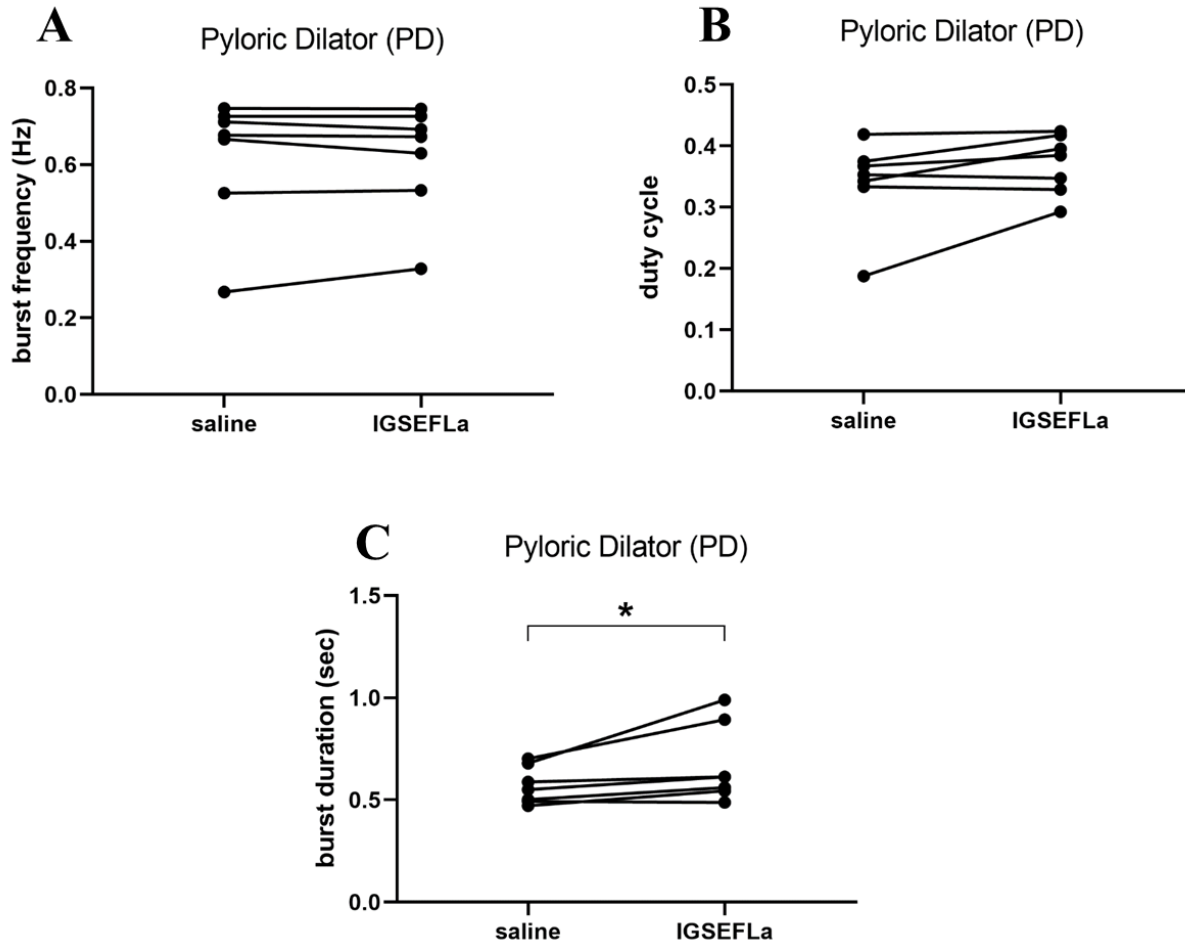 A
Pyloric Dilator (PD)
burst frequency (Hz)
0.8
0.6
0.4
0.2
0.0
saline
IGSEFLa
B
Pyloric Dilator (PD)
duty cycle
0.5
0.4
0.3
0.2
0.1
0.0
saline
IGSEFLa
C
Pyloric Dilator (PD)
burst duration (sec)
1.5
1.0
0.5
0.0
*
saline
IGSEFLa